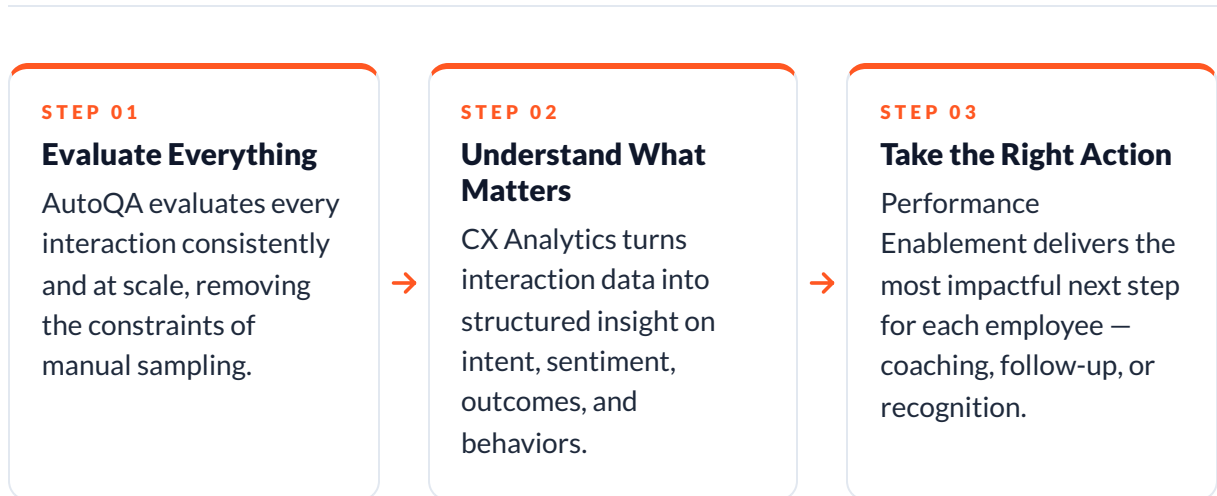 STEP 01
Evaluate Everything
AutoQA evaluates every
interaction consistently
and at scale, removing
the constraints of
manual sampling.
STEP 02
Understand What
Matters
CX Analytics turns
interaction data into
structured insight on
intent, sentiment,
outcomes, and
behaviors.
STEP 03
Take the Right Action
Performance
Enablement delivers the
most impactful next step
for each employee —
coaching, follow-up, or
recognition.